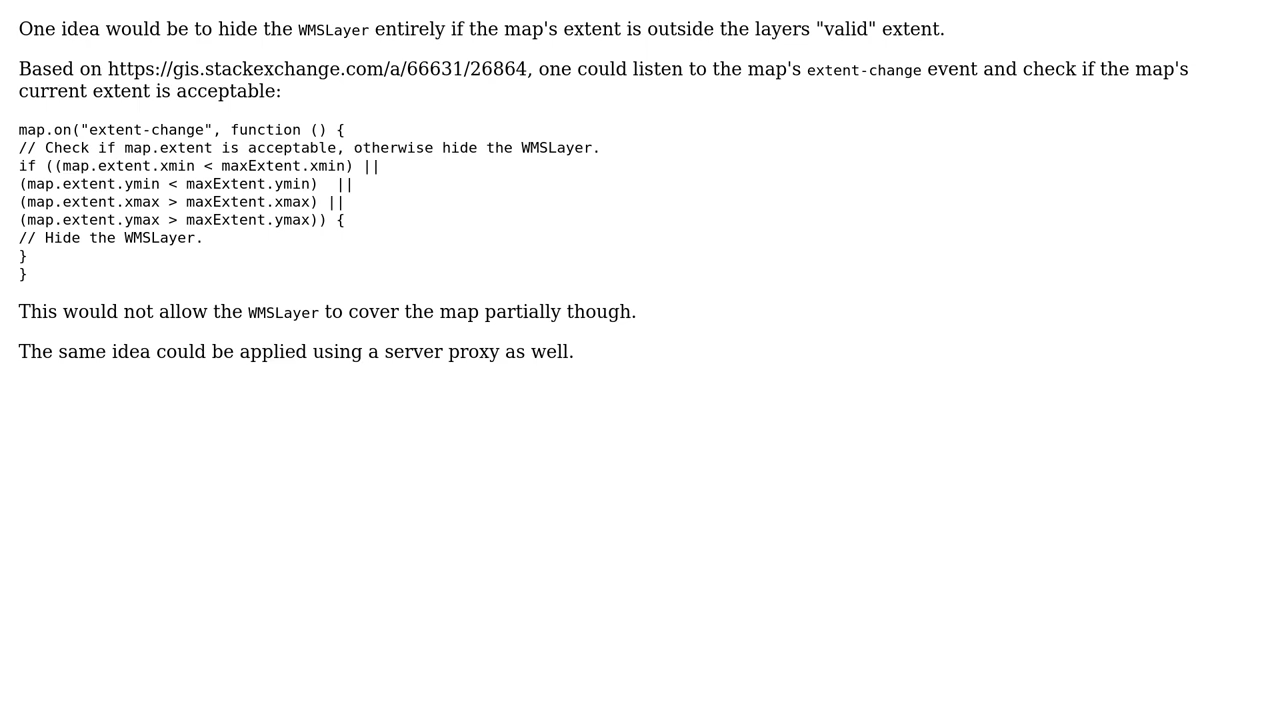 One idea would be to hide the WMSLayer entirely if the map's extent is outside the layers "valid" extent.
Based on https://gis.stackexchange.com/a/66631/26864, one could listen to the map's extent-change event and check if the map's
current extent is acceptable:
map.on("extent-change", function () {
// Check if map.extent is acceptable, otherwise hide the WMSLayer.
if ((map.extent.xmin < maxExtent.xmin) ||
(map.extent.ymin < maxExtent.ymin)  ||
(map.extent.xmax > maxExtent.xmax) ||
(map.extent.ymax > maxExtent.ymax)) {
// Hide the WMSLayer.
}
}
This would not allow the WMSLayer to cover the map partially though.
The same idea could be applied using a server proxy as well.